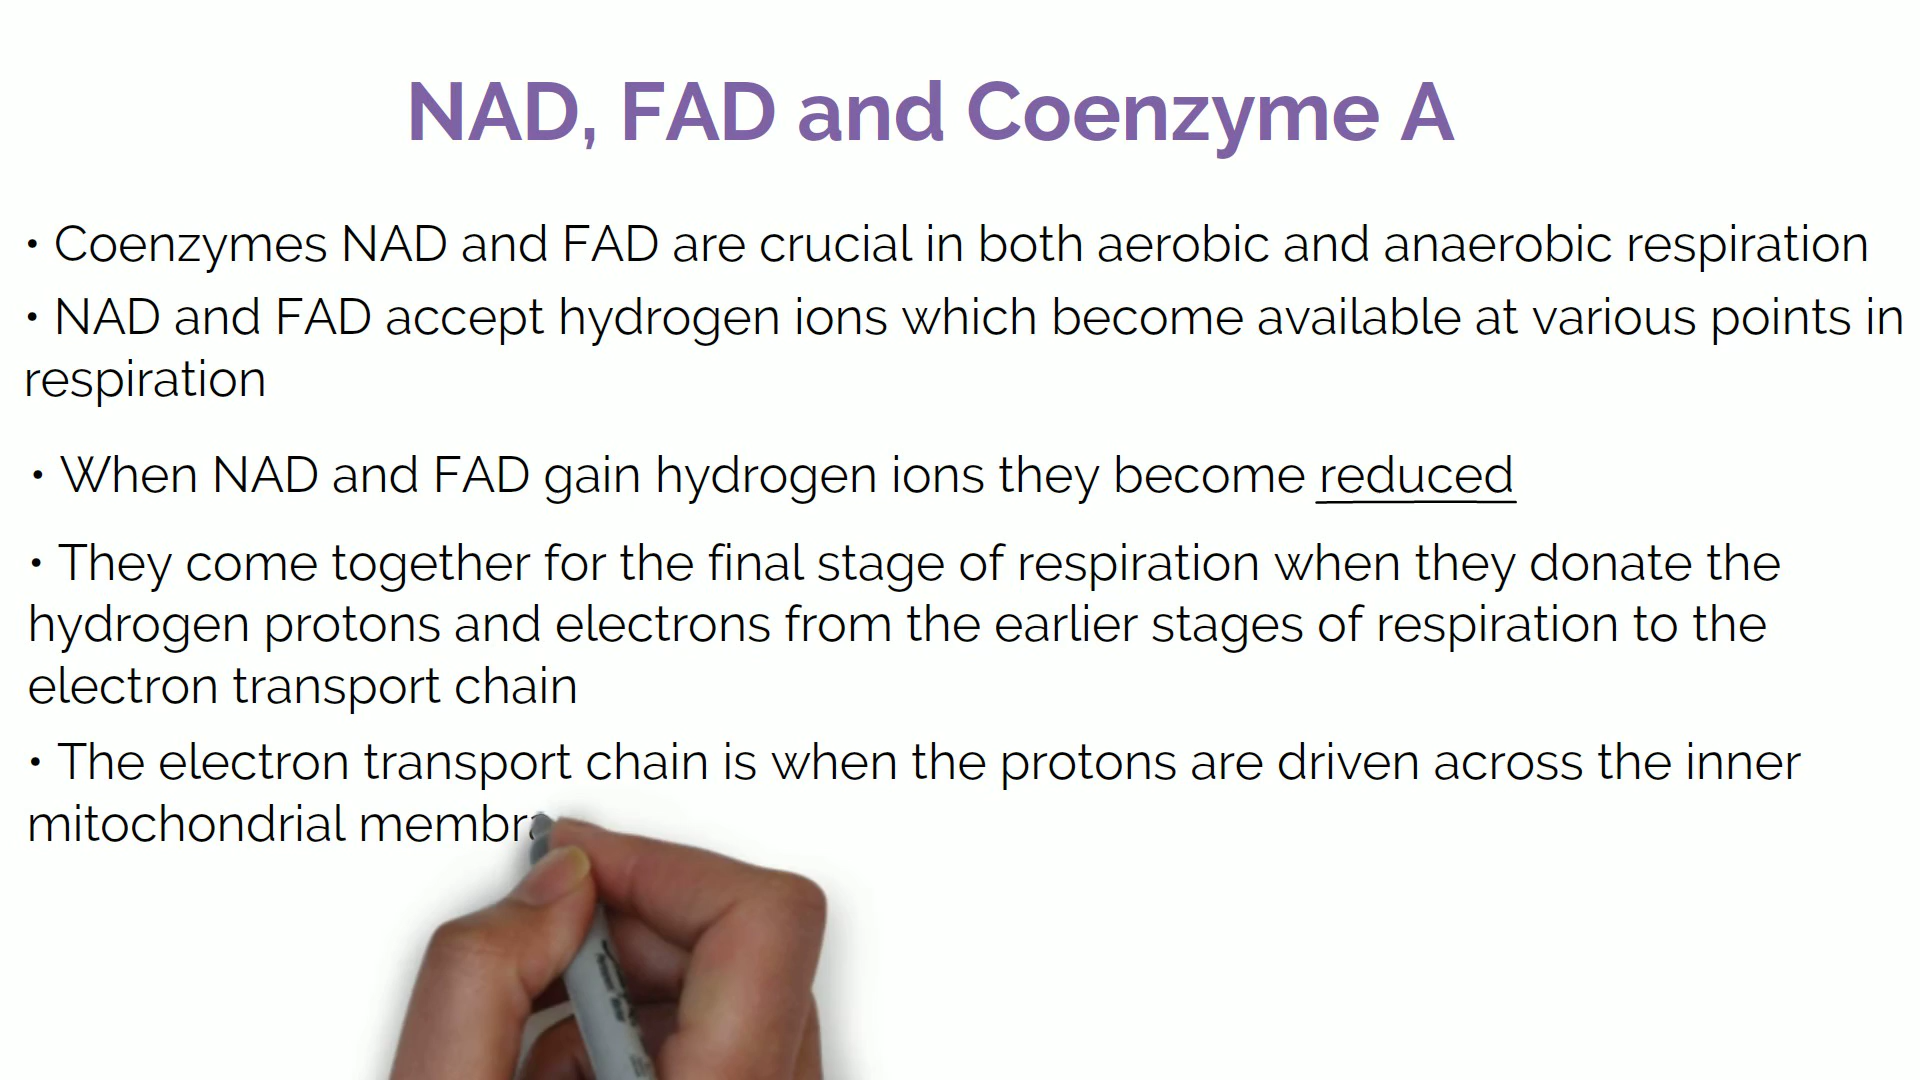 NAD, FAD and Coenzyme A
• Coenzymes NAD and FAD are crucial in both aerobic and anaerobic respiration
• NAD and FAD accept hydrogen ions which become available at various points in
respiration
• When NAD and FAD gain hydrogen ions they become reduced
• They come together for the final stage of respiration when they donate the
hydrogen protons and electrons from the earlier stages of respiration to the
electron transport chain
• The electron transport chain is when the protons are driven across the inner
mitochondrial membra